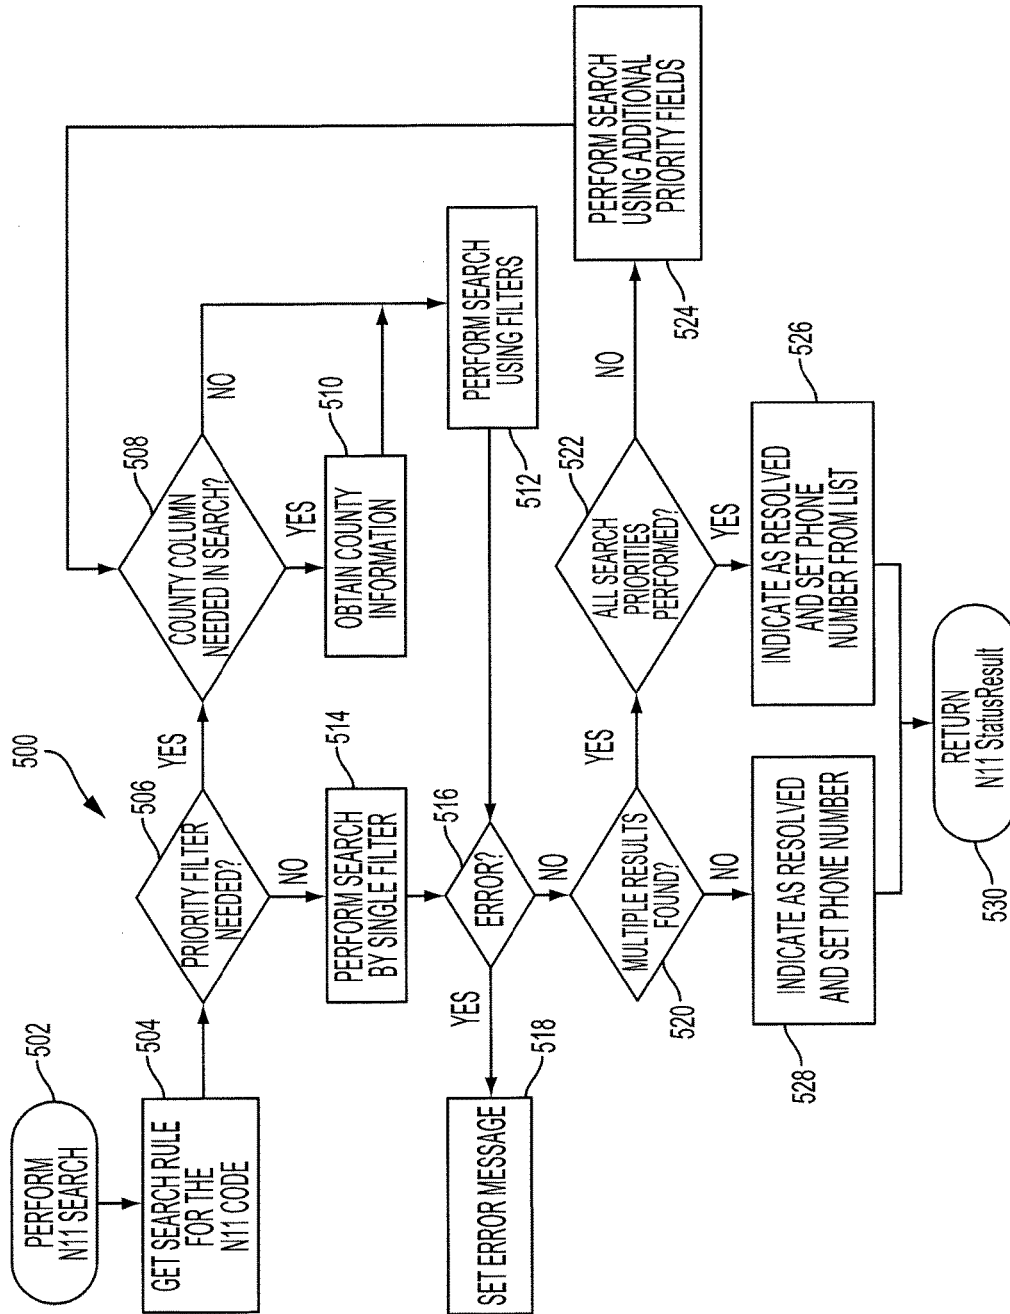 500
502
PERFORM
N11 SEARCH
504
GET SEARCH RULE
FOR THE
N11 CODE
506
PRIORITY FILTER
NEEDED?
YES
NO
508
COUNTY COLUMN
NEEDED IN SEARCH?
NO
YES
510
OBTAIN COUNTY
INFORMATION
PERFORM SEARCH
USING FILTERS
512
514
PERFORM SEARCH
BY SINGLE FILTER
516
ERROR?
YES
NO
518
SET ERROR MESSAGE
MULTIPLE RESULTS
FOUND?
520
YES
NO
522
ALL SEARCH
PRIORITIES
PERFORMED?
NO
YES
PERFORM SEARCH
USING ADDITIONAL
PRIORITY FIELDS
524
526
INDICATE AS RESOLVED
AND SET PHONE
NUMBER FROM LIST
INDICATE AS RESOLVED
AND SET PHONE NUMBER
528
RETURN
N11 StatusResult
530